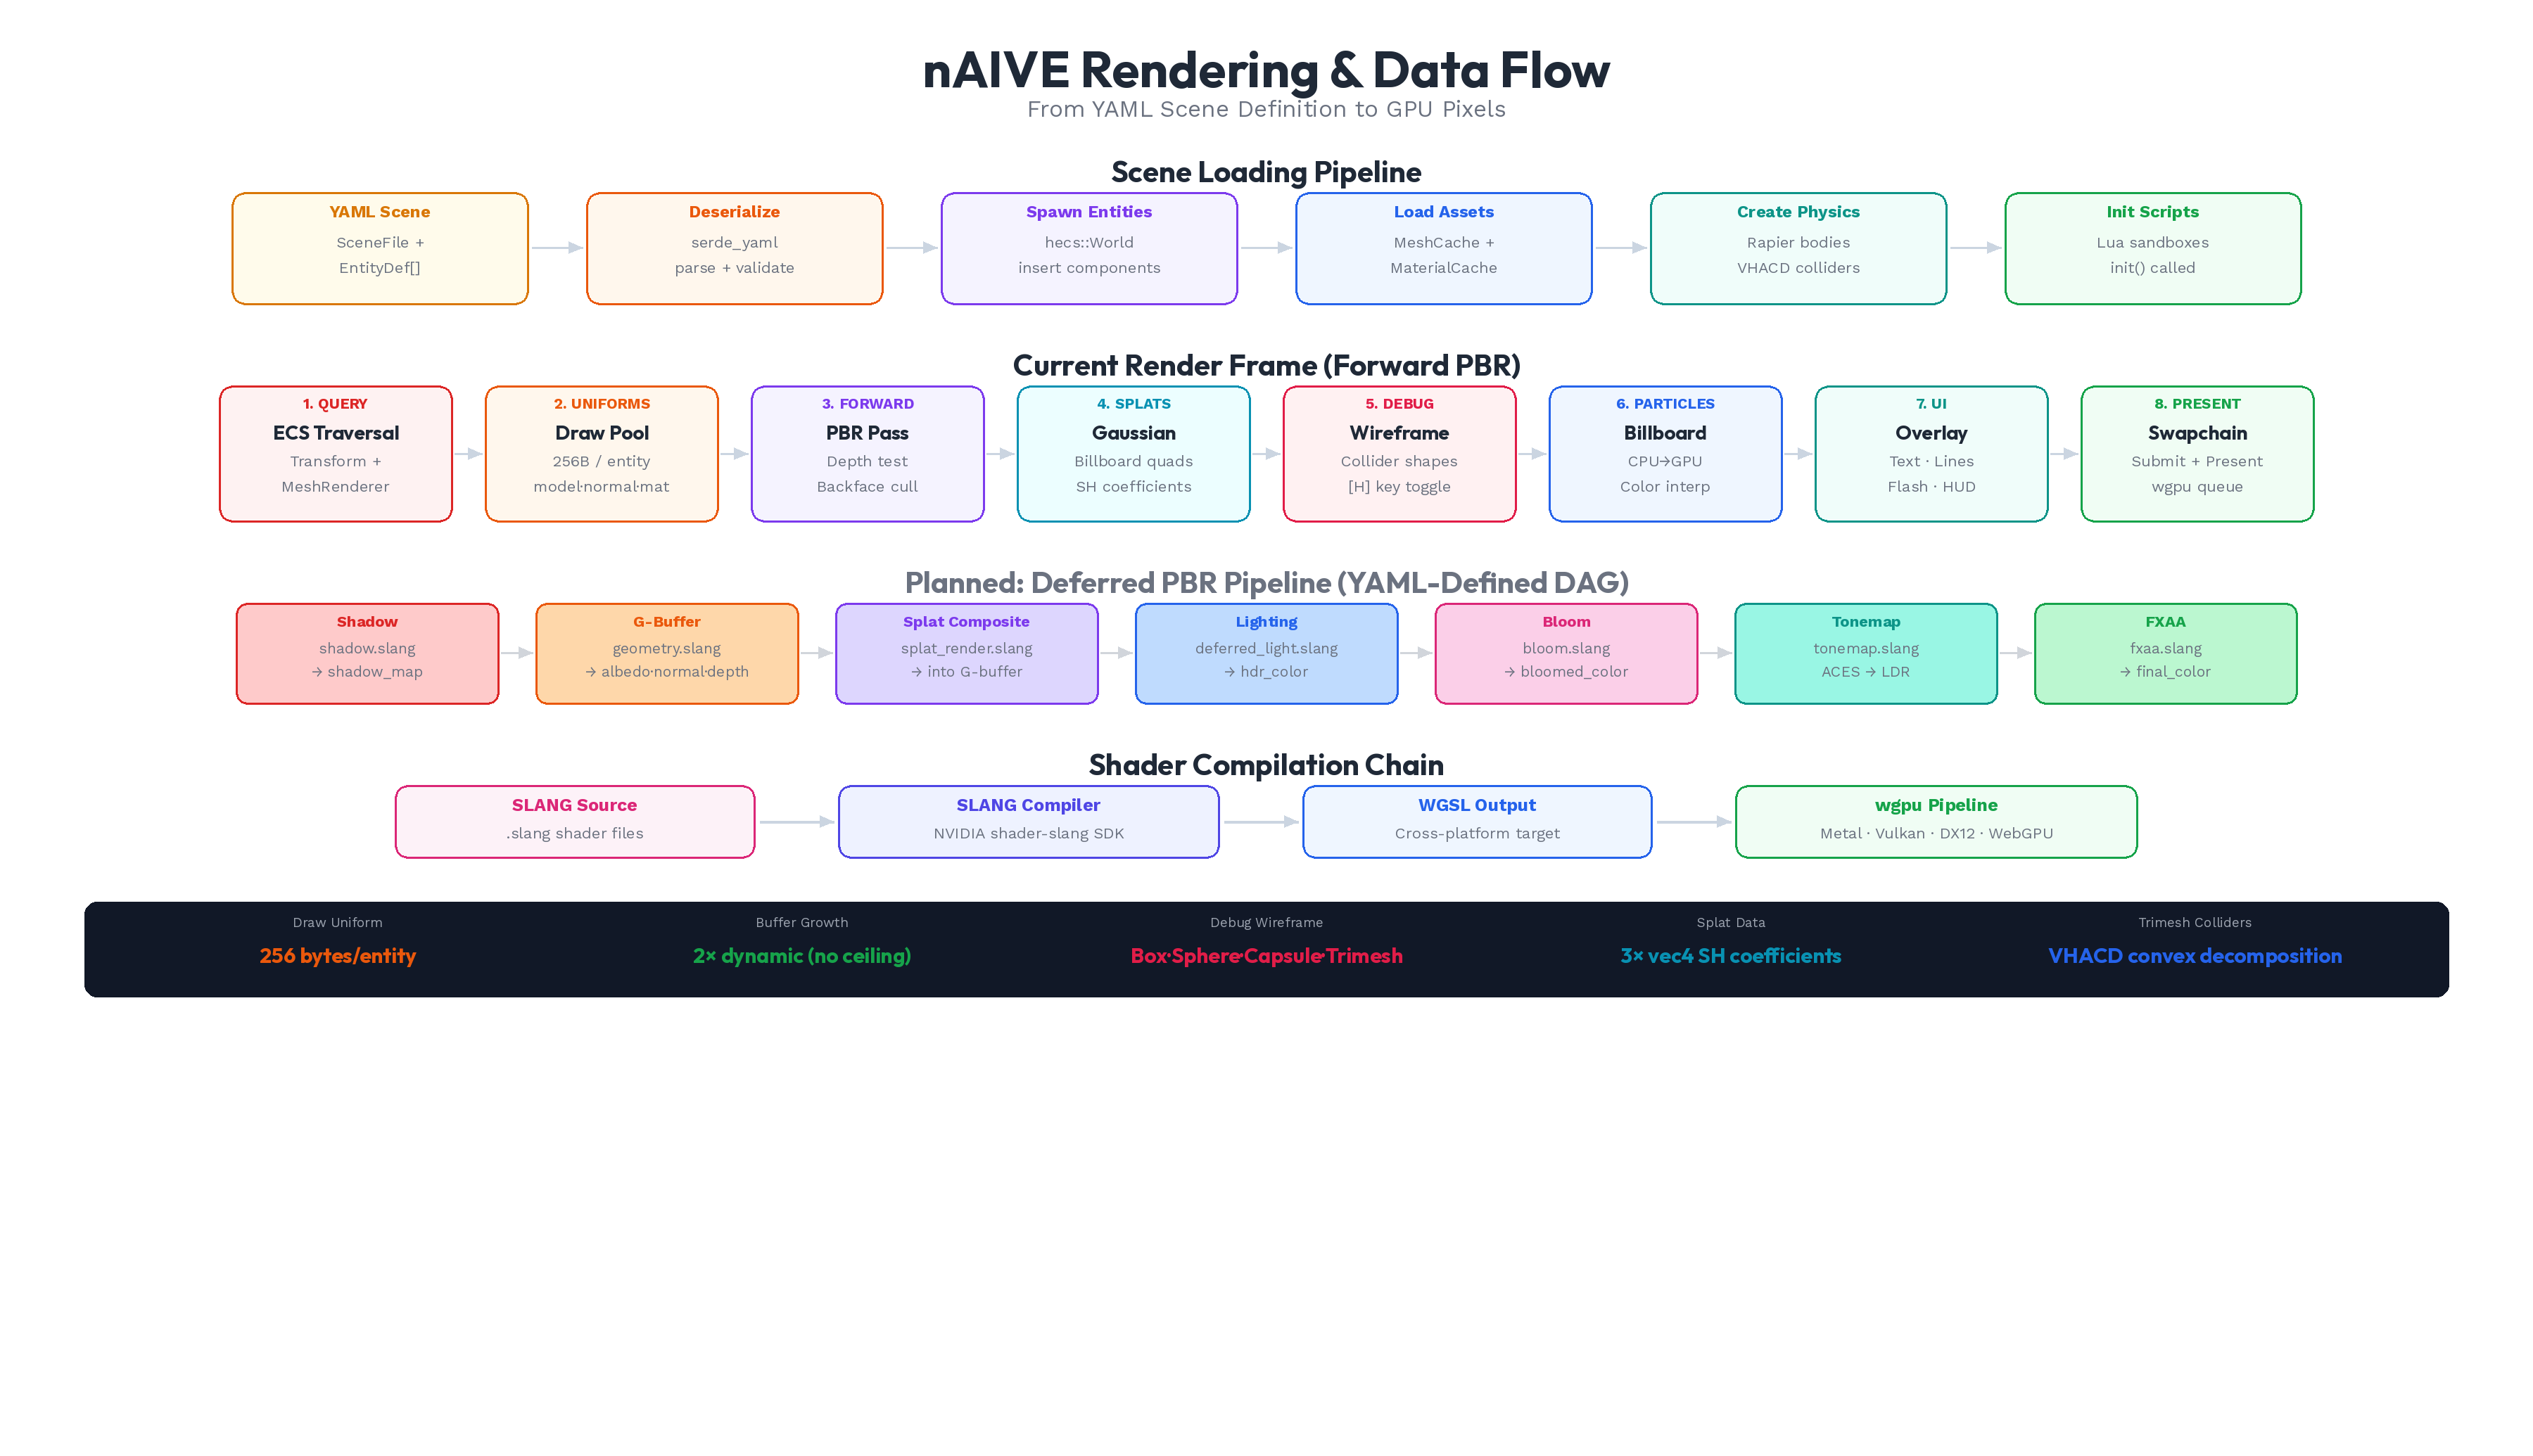 nAIVE Rendering & Data Flow
From YAML Scene Definition to GPU Pixels
Scene Loading Pipeline
YAML Scene
SceneFile +
EntityDef[]
Deserialize
serde_yaml
parse + validate
Spawn Entities
hecs::World
insert components
Load Assets
MeshCache +
MaterialCache
Create Physics
Rapier bodies
VHACD colliders
Init Scripts
Lua sandboxes
init() called
Current Render Frame (Forward PBR)
1. QUERY
ECS Traversal
Transform +
MeshRenderer
2. UNIFORMS
Draw Pool
256B / entity
model·normal·mat
3. FORWARD
PBR Pass
Depth test
Backface cull
4. SPLATS
Gaussian
Billboard quads
SH coefficients
5. DEBUG
Wireframe
Collider shapes
[H] key toggle
6. PARTICLES
Billboard
CPU→GPU
Color interp
7. UI
Overlay
Text · Lines
Flash · HUD
8. PRESENT
Swapchain
Submit + Present
wgpu queue
Planned: Deferred PBR Pipeline (YAML-Defined DAG)
Shadow
shadow.slang
→ shadow_map
G-Buffer
geometry.slang
→ albedo·normal·depth
Splat Composite
splat_render.slang
→ into G-buffer
Lighting
deferred_light.slang
→ hdr_color
Bloom
bloom.slang
→ bloomed_color
Tonemap
tonemap.slang
ACES → LDR
FXAA
fxaa.slang
→ final_color
Shader Compilation Chain
SLANG Source
.slang shader files
SLANG Compiler
NVIDIA shader-slang SDK
WGSL Output
Cross-platform target
wgpu Pipeline
Metal · Vulkan · DX12 · WebGPU
Draw Uniform
256 bytes/entity
Buffer Growth
2× dynamic (no ceiling)
Debug Wireframe
Box·Sphere·Capsule·Trimesh
Splat Data
3× vec4 SH coefficients
Trimesh Colliders
VHACD convex decomposition